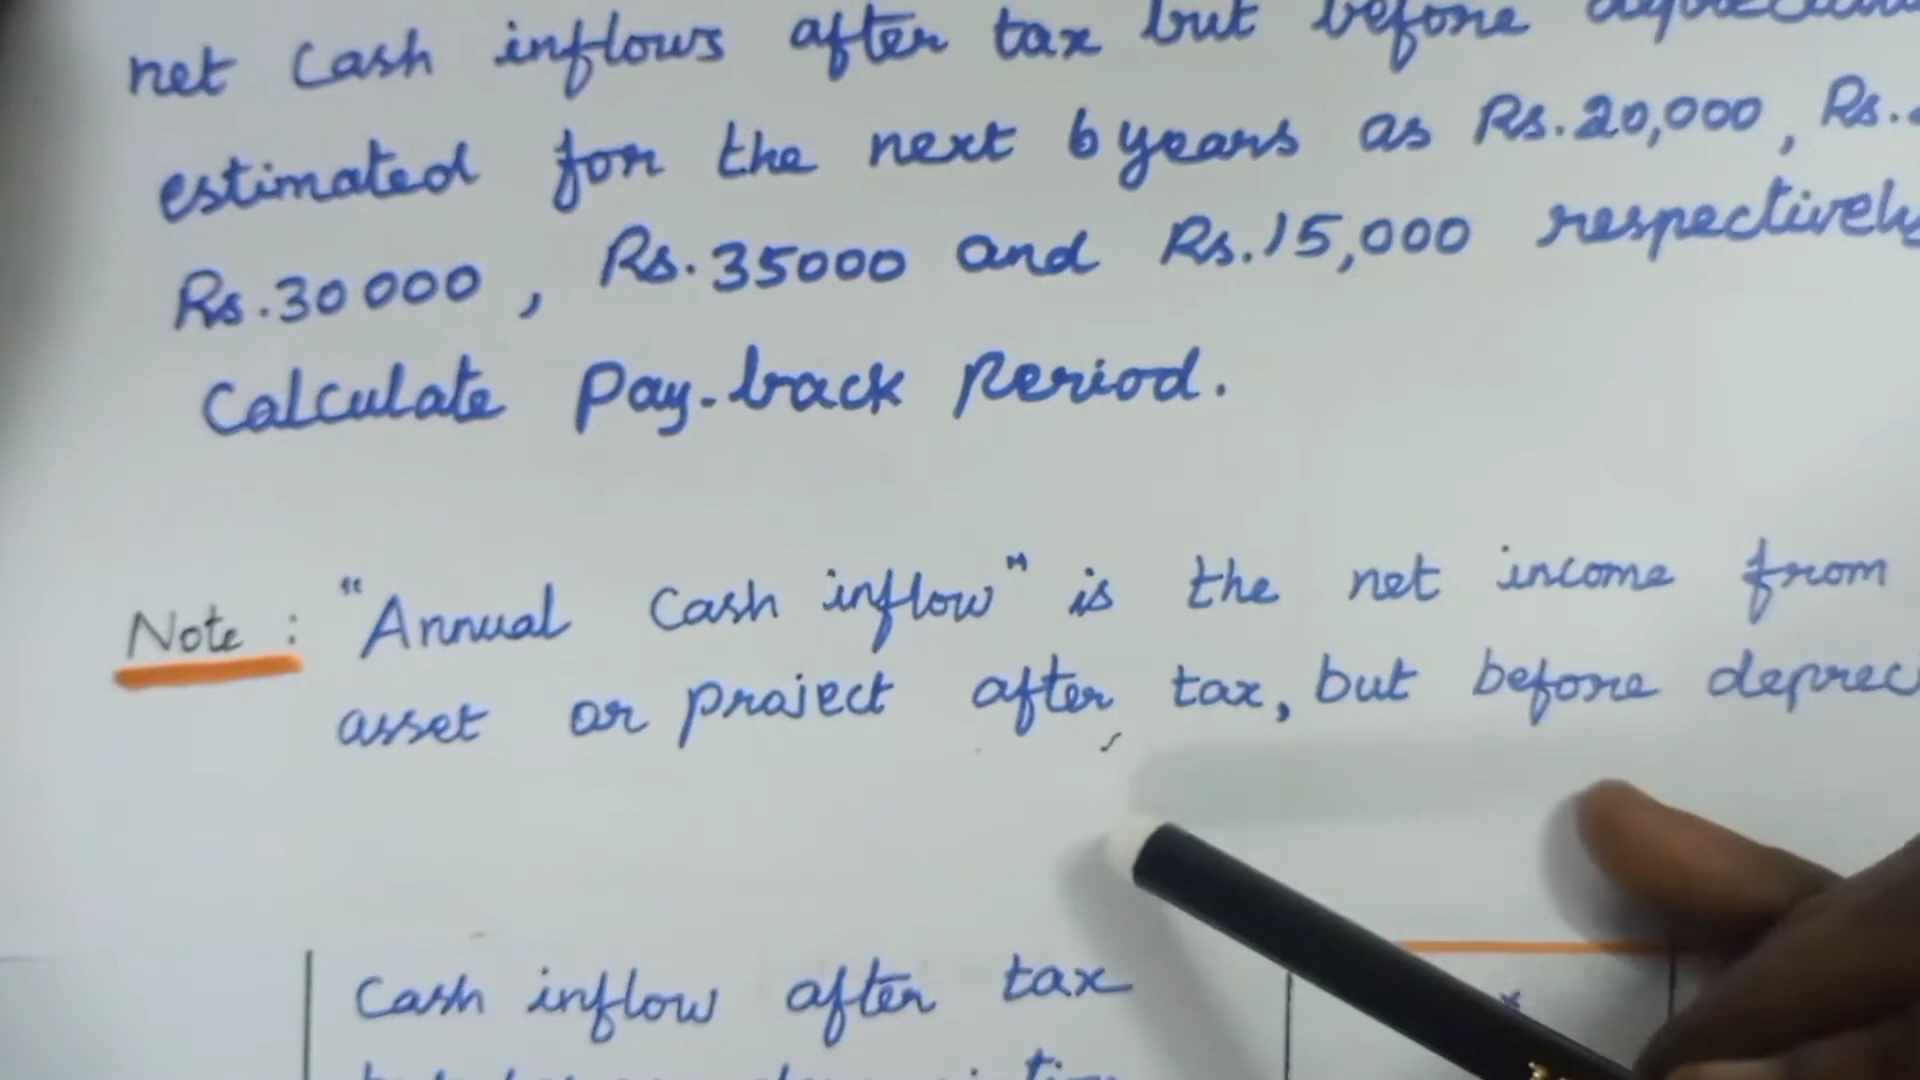 net cash inflows after tax but before
estimated for the next 6 years as Rs.20,000, Rs.
Rs.30000, Rs.35000 and Rs.15,000 respectively
Calculate Pay-back Period.
Note : "Annual Cash inflow" is the net income from
asset or project after tax, but before deprec
Cash inflow after tax